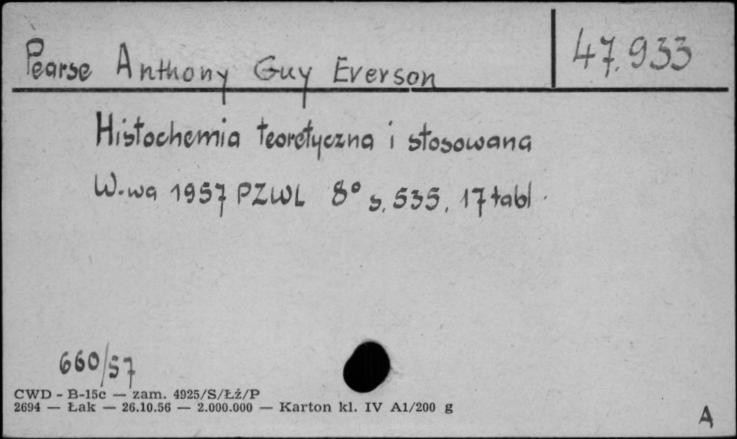 Pearse Anthony Guy Everson
47.933
Histochemia teoretyczna i stosowana
W-wa 1957 PZWL 8° s. 535. 17 tabl.
660/57
CWD - B-15c — zam. 4925/S/Łż/P
2694 — Łak — 26.10.56 — 2.000.000 — Karton kl. IV A1/200 g
A